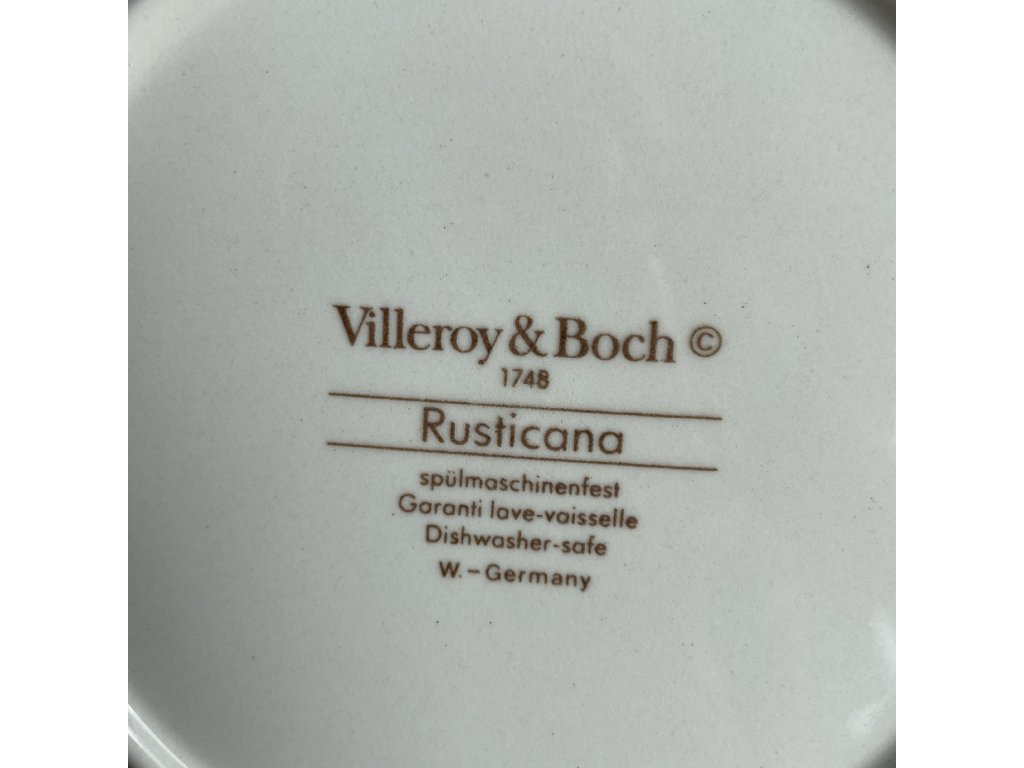 Villeroy & Boch ©
1748
Rusticana
spülmaschinenfest
Garanti lave-vaisselle
Dishwasher-safe
W.-Germany